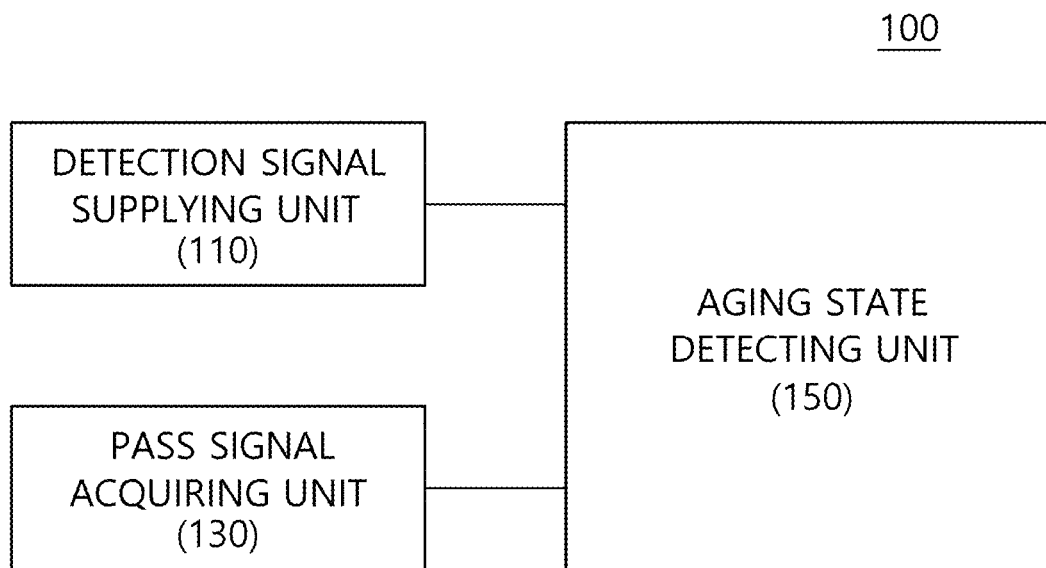 100
DETECTION SIGNAL
SUPPLYING UNIT
(110)
AGING STATE
DETECTING UNIT
(150)
PASS SIGNAL
ACQUIRING UNIT
(130)